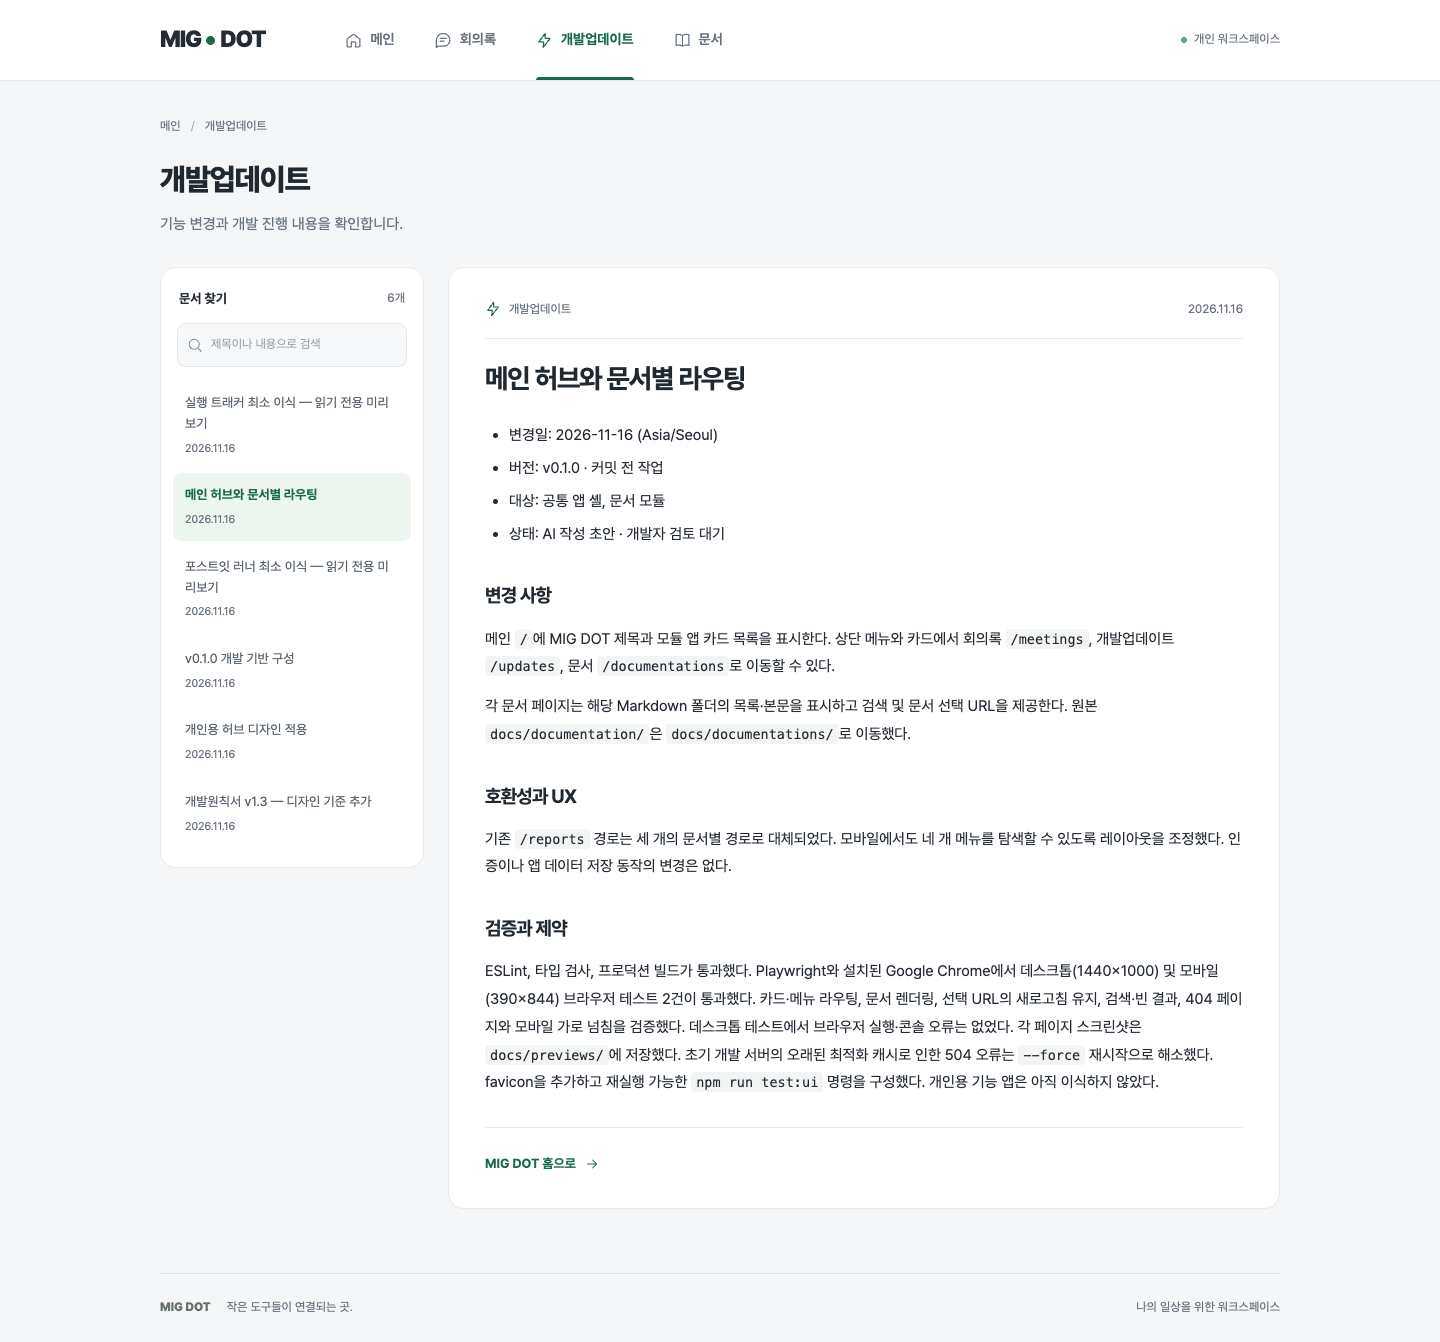 MIG DOT
메인
회의록
개발업데이트
문서
개인 워크스페이스
메인 / 개발업데이트
개발업데이트
기능 변경과 개발 진행 내용을 확인합니다.
문서 찾기
6개
제목이나 내용으로 검색
실행 트래커 최소 이식 — 읽기 전용 미리
보기
2026.11.16
메인 허브와 문서별 라우팅
2026.11.16
포스트잇 러너 최소 이식 — 읽기 전용 미
리보기
2026.11.16
v0.1.0 개발 기반 구성
2026.11.16
개인용 허브 디자인 적용
2026.11.16
개발원칙서 v1.3 — 디자인 기준 추가
2026.11.16
개발업데이트
2026.11.16
메인 허브와 문서별 라우팅
• 변경일: 2026-11-16 (Asia/Seoul)
• 버전: v0.1.0 · 커밋 전 작업
• 대상: 공통 앱 셸, 문서 모듈
• 상태: AI 작성 초안 · 개발자 검토 대기
변경 사항
메인 / 에 MIG DOT 제목과 모듈 앱 카드 목록을 표시한다. 상단 메뉴와 카드에서 회의록 /meetings , 개발업데이트
/updates , 문서 /documentations 로 이동할 수 있다.
각 문서 페이지는 해당 Markdown 폴더의 목록·본문을 표시하고 검색 및 문서 선택 URL을 제공한다. 원본
docs/documentation/ 은 docs/documentations/ 로 이동했다.
호환성과 UX
기존 /reports 경로는 세 개의 문서별 경로로 대체되었다. 모바일에서도 네 개 메뉴를 탐색할 수 있도록 레이아웃을 조정했다. 인
증이나 앱 데이터 저장 동작의 변경은 없다.
검증과 제약
ESLint, 타입 검사, 프로덕션 빌드가 통과했다. Playwright와 설치된 Google Chrome에서 데스크톱(1440×1000) 및 모바일
(390×844) 브라우저 테스트 2건이 통과했다. 카드·메뉴 라우팅, 문서 렌더링, 선택 URL의 새로고침 유지, 검색·빈 결과, 404 페이
지와 모바일 가로 넘침을 검증했다. 데스크톱 테스트에서 브라우저 실행·콘솔 오류는 없었다. 각 페이지 스크린샷은
docs/previews/ 에 저장했다. 초기 개발 서버의 오래된 최적화 캐시로 인한 504 오류는 --force 재시작으로 해소했다.
favicon을 추가하고 재실행 가능한 npm run test:ui 명령을 구성했다. 개인용 기능 앱은 아직 이식하지 않았다.
MIG DOT 홈으로 →
MIG DOT 작은 도구들이 연결되는 곳.
나의 일상을 위한 워크스페이스